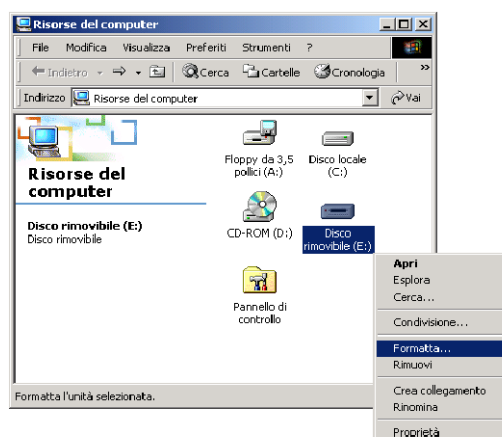 Risorse del computer
File Modifica Visualizza Preferiti Strumenti ?
Indietro Cerca Cartelle Cronologia »
Indirizzo Risorse del computer Vai
Risorse del
computer
Disco rimovibile (E:)
Disco rimovibile
Floppy da 3,5
pollici (A:)
Disco locale
(C:)
CD-ROM (D:)
Disco
rimovibile (E:)
Pannello di
controllo
Apri
Esplora
Cerca...
Condivisione...
Formatta...
Rimuovi
Crea collegamento
Rinomina
Proprietà
Formatta l'unità selezionata.